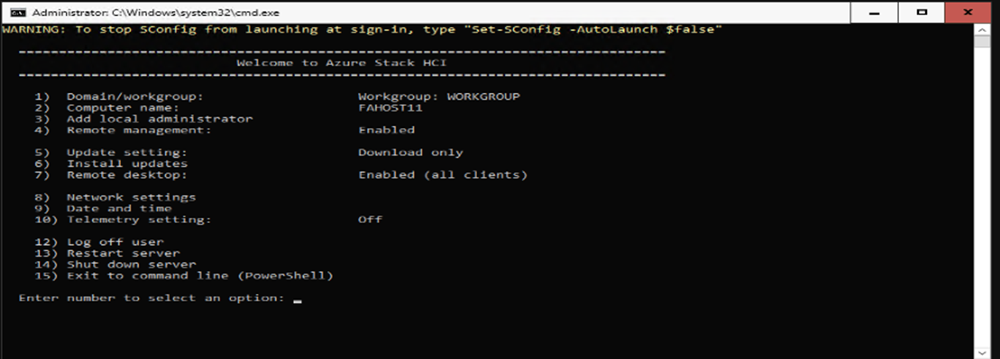 Administrator: C:\Windows\system32\cmd.exe
WARNING: To stop SConfig from launching at sign-in, type "Set-SConfig -AutoLaunch $false"
================================================================================
Welcome to Azure Stack HCI
================================================================================
1) Domain/workgroup: Workgroup: WORKGROUP
2) Computer name: FAHOST11
3) Add local administrator
4) Remote management: Enabled
5) Update setting: Download only
6) Install updates
7) Remote desktop: Enabled (all clients)
8) Network settings
9) Date and time
10) Telemetry setting: Off
12) Log off user
13) Restart server
14) Shut down server
15) Exit to command line (PowerShell)
Enter number to select an option: _